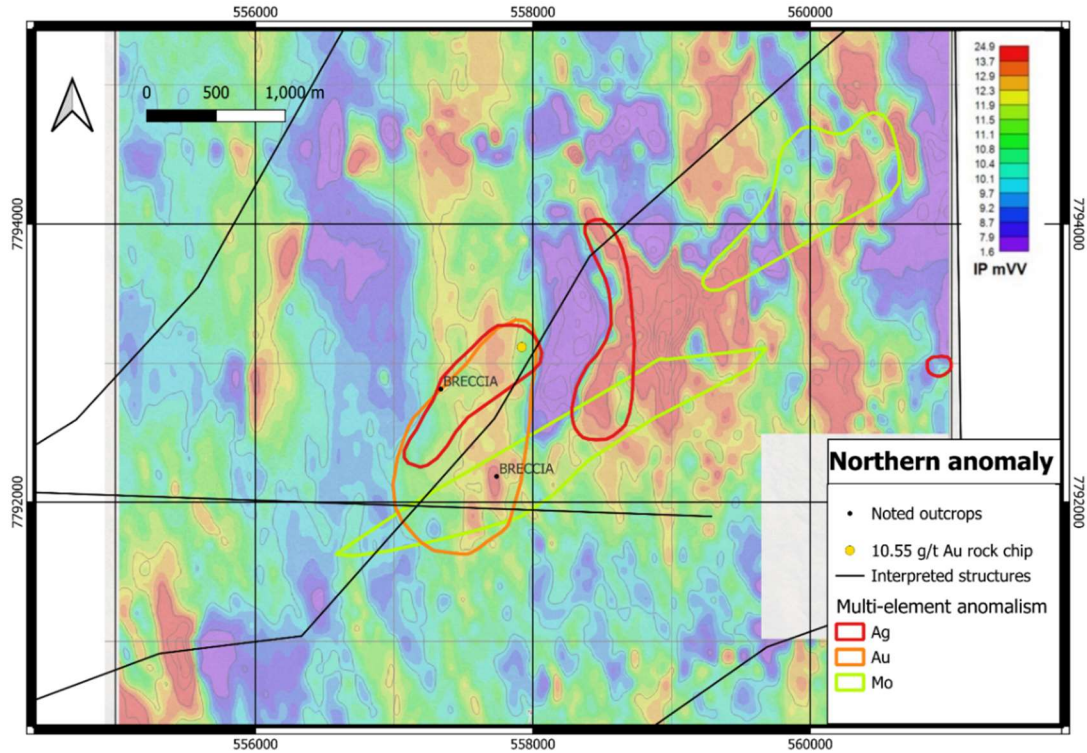 556000 558000 560000
0 500 1,000 m
24.9
13.7
12.9
12.3
11.9
11.5
11.1
10.8
10.4
10.1
9.7
9.2
8.7
7.9
1.6
IP mVV
7794000 7794000
BRECCIA
BRECCIA
7792000 7792000
Northern anomaly
Noted outcrops
10.55 g/t Au rock chip
Interpreted structures
Multi-element anomalism
Ag
Au
Mo
556000 558000 560000